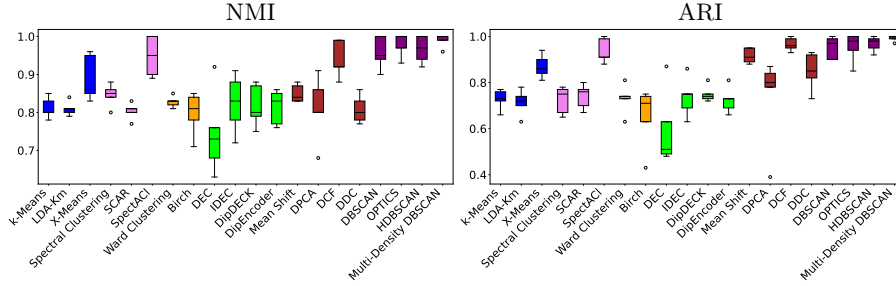 NMI
1.0
0.9
0.8
0.7
k-Means
LDA-Km
X-Means
Spectral Clustering
SCAR
SpectACl
Ward Clustering
Birch
DEC
IDEC
DipDECK
DipEncoder
Mean Shift
DPCA
DCF
DDC
DBSCAN
OPTICS
HDBSCAN
Multi-Density DBSCAN
ARI
1.0
0.8
0.6
0.4
k-Means
LDA-Km
X-Means
Spectral Clustering
SCAR
SpectACl
Ward Clustering
Birch
DEC
IDEC
DipDECK
DipEncoder
Mean Shift
DPCA
DCF
DDC
DBSCAN
OPTICS
HDBSCAN
Multi-Density DBSCAN